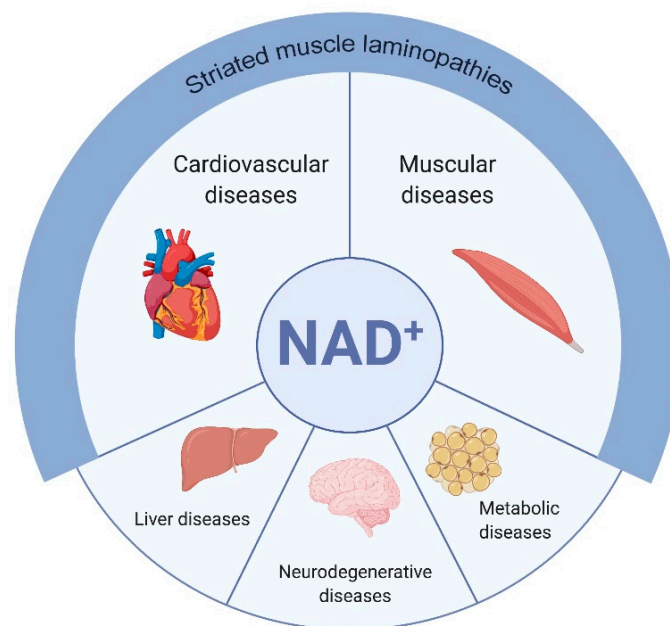 Striated muscle laminopathies
Cardiovascular
diseases
Muscular
diseases
NAD⁺
Liver diseases
Neurodegenerative
diseases
Metabolic
diseases